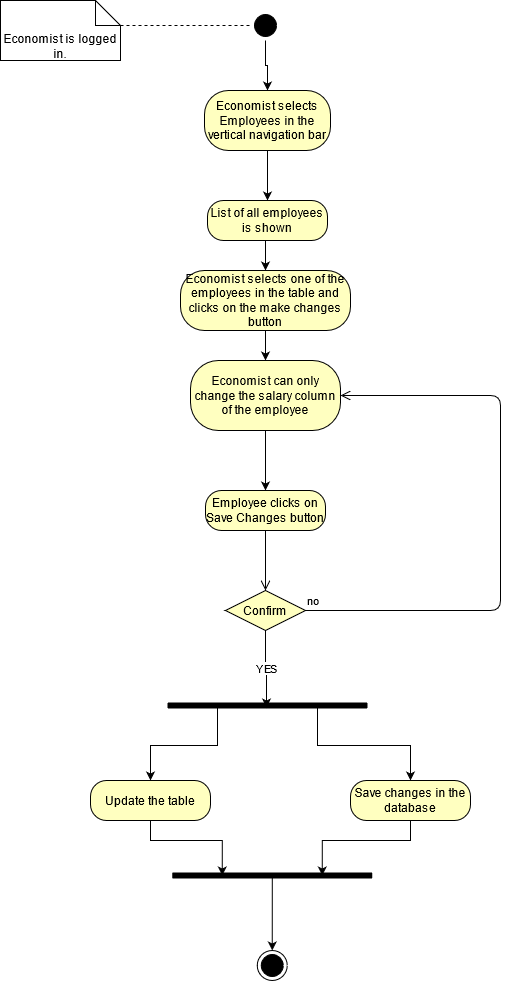 Economist is logged
in.
Economist selects
Employees in the
vertical navigation bar
List of all employees
is shown
Economist selects one of the
employees in the table and
clicks on the make changes
button
Economist can only
change the salary column
of the employee
Employee clicks on
Save Changes button
Confirm
no
YES
Update the table
Save changes in the
database